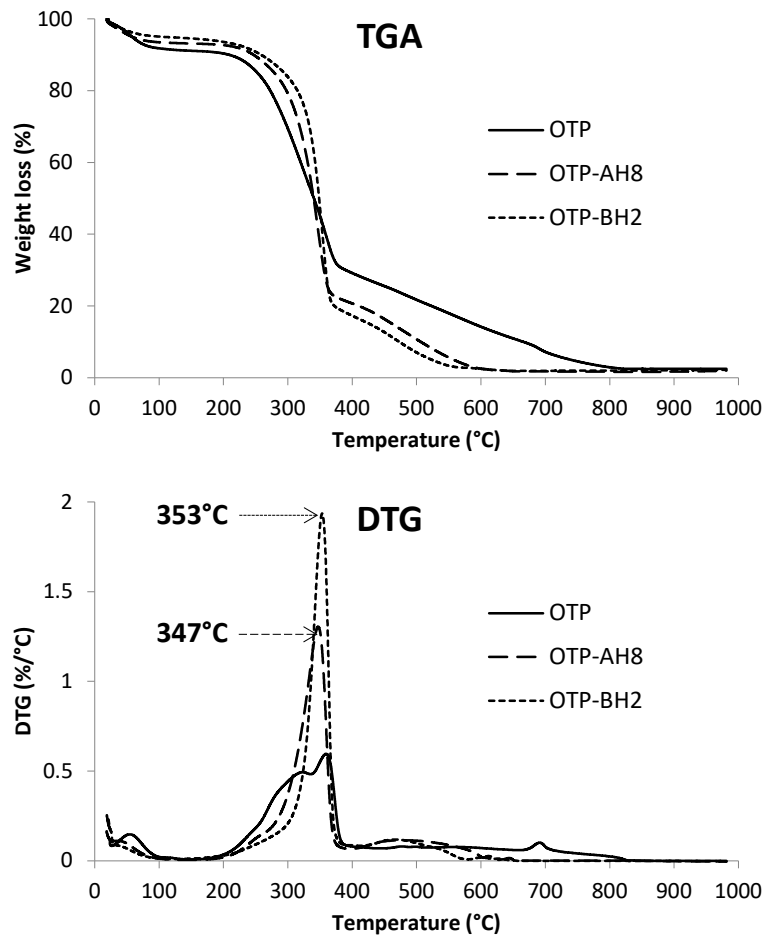 TGA
Weight loss (%)
100
80
60
40
20
0
OTP
OTP-AH8
OTP-BH2
0 100 200 300 400 500 600 700 800 900 1000
Temperature (°C)
DTG
DTG (%/°C)
2
1.5
1
0.5
0
353°C
347°C
OTP
OTP-AH8
OTP-BH2
0 100 200 300 400 500 600 700 800 900 1000
Temperature (°C)